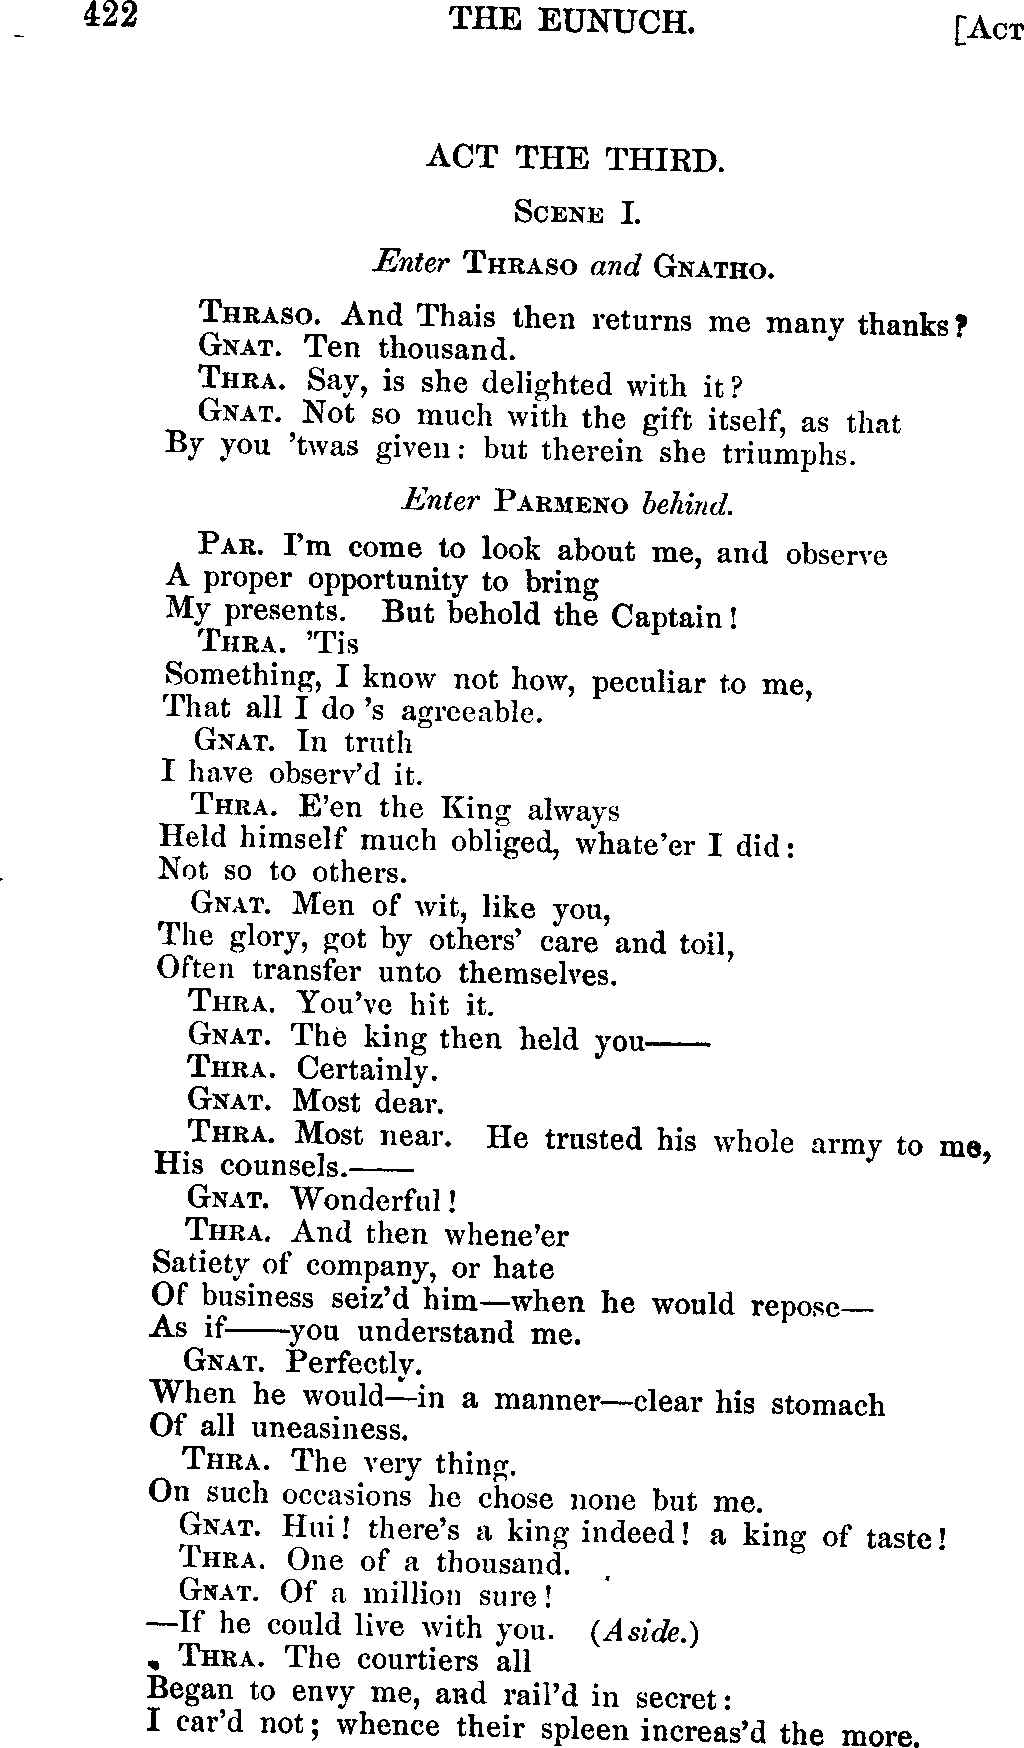 422 THE EUNUCH. [ACT
ACT THE THIRD.
SCENE I.
Enter THRASO and GNATHO.
THRASO. And Thais then returns me many thanks?
GNAT. Ten thousand.
THRA. Say, is she delighted with it?
GNAT. Not so much with the gift itself, as that
By you 'twas given: but therein she triumphs.
Enter PARMENO behind.
PAR. I'm come to look about me, and observe
A proper opportunity to bring
My presents. But behold the Captain!
THRA. 'Tis
Something, I know not how, peculiar to me,
That all I do 's agreeable.
GNAT. In truth
I have observ'd it.
THRA. E'en the King always
Held himself much obliged, whate'er I did:
Not so to others.
GNAT. Men of wit, like you,
The glory, got by others' care and toil,
Often transfer unto themselves.
THRA. You've hit it.
GNAT. The king then held you——
THRA. Certainly.
GNAT. Most dear.
THRA. Most near. He trusted his whole army to me,
His counsels.——
GNAT. Wonderful!
THRA. And then whene'er
Satiety of company, or hate
Of business seiz'd him—when he would repose—
As if——you understand me.
GNAT. Perfectly.
When he would—in a manner—clear his stomach
Of all uneasiness.
THRA. The very thing.
On such occasions he chose none but me.
GNAT. Hui! there's a king indeed! a king of taste!
THRA. One of a thousand.
GNAT. Of a million sure!
—If he could live with you. (Aside.)
THRA. The courtiers all
Began to envy me, and rail'd in secret:
I car'd not; whence their spleen increas'd the more.